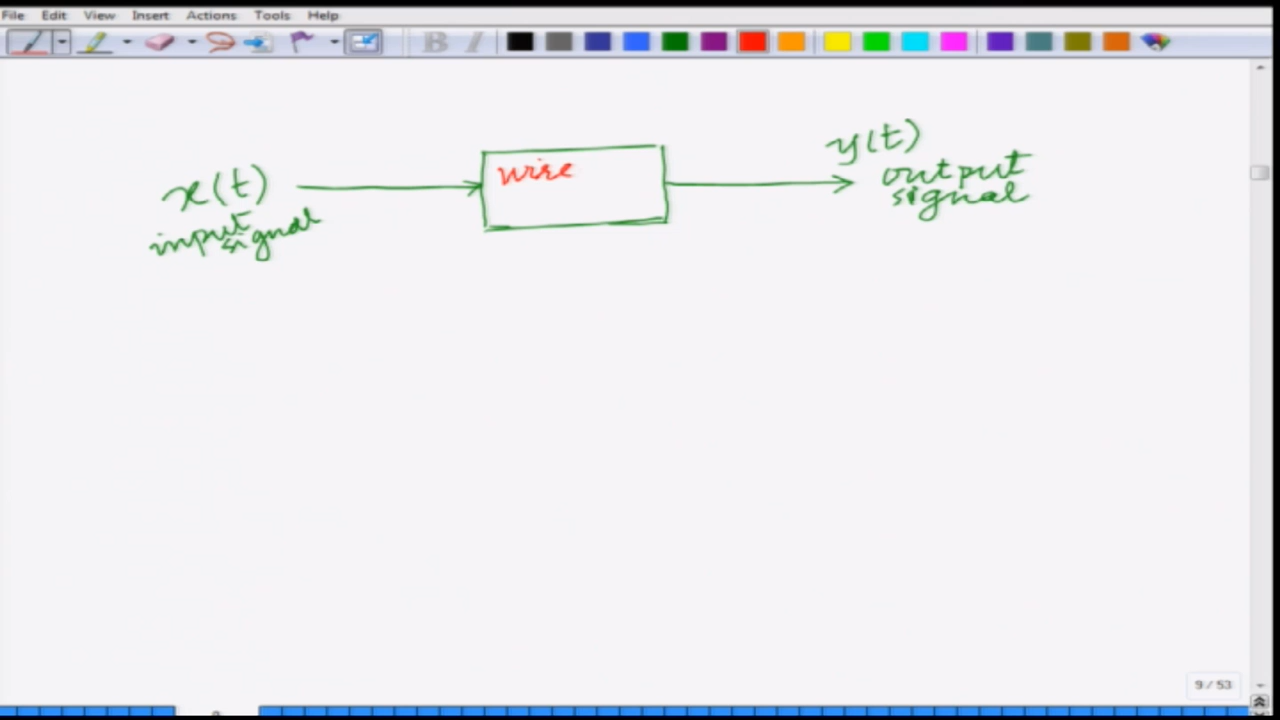 File Edit View Insert Actions Tools Help
B I
x(t)
input
signal
wire
y(t)
output
signal
9 / 53